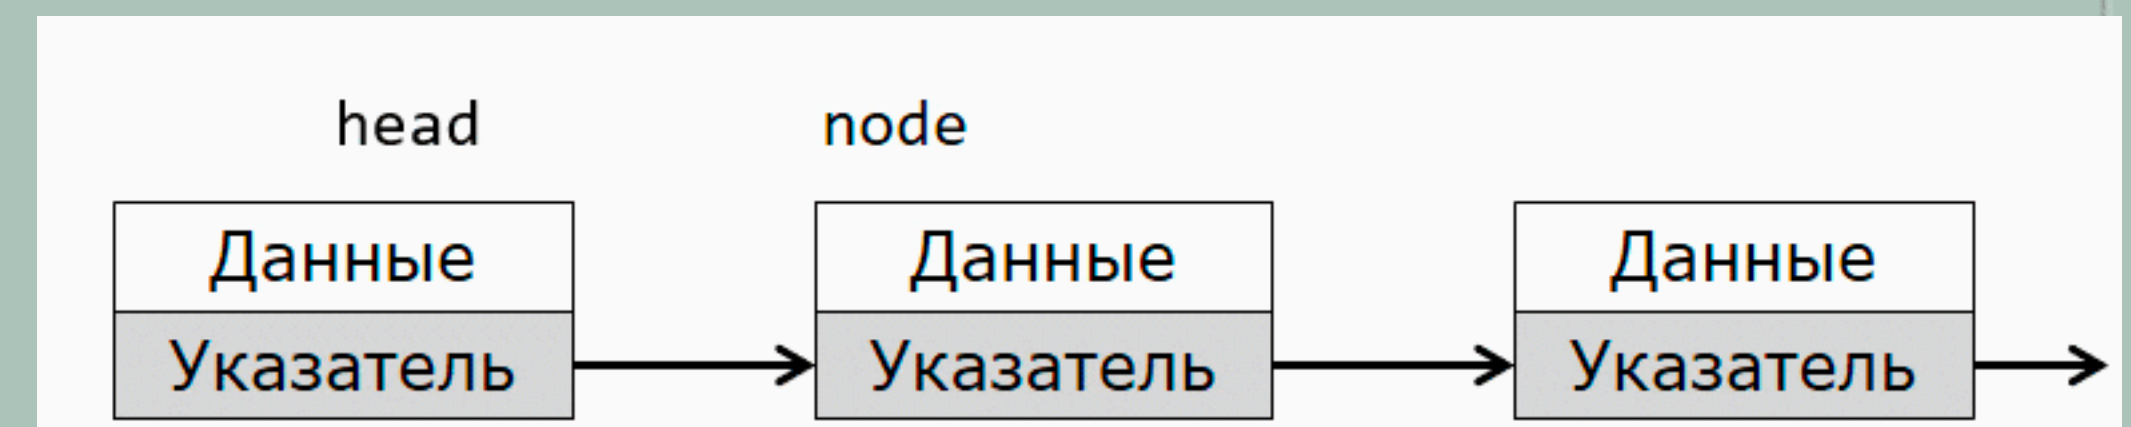 head node
Данные Данные Данные
Указатель Указатель Указатель